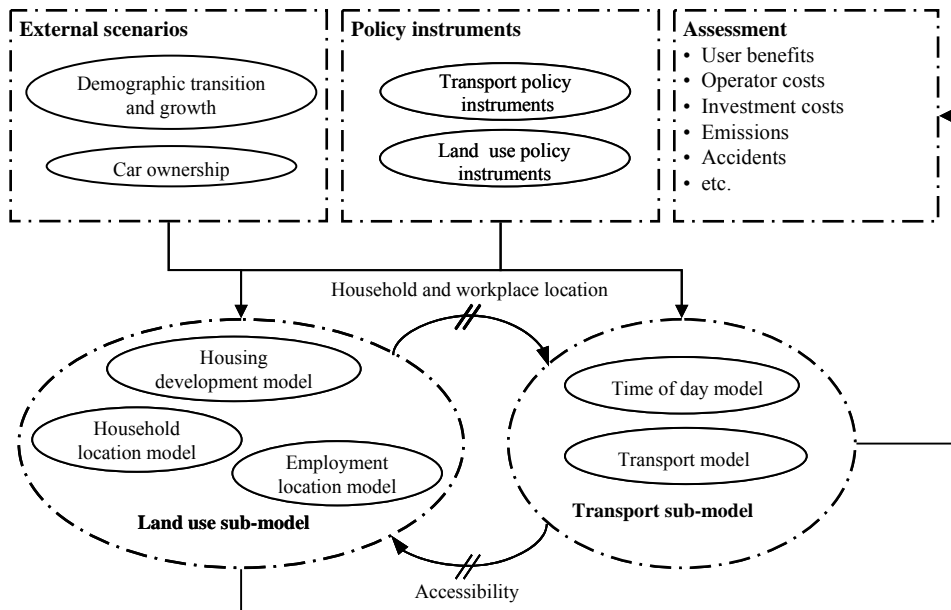 External scenarios
Demographic transition
and growth
Car ownership
Policy instruments
Transport policy
instruments
Land use policy
instruments
Assessment
• User benefits
• Operator costs
• Investment costs
• Emissions
• Accidents
• etc.
Household and workplace location
Housing
development model
Household
location model
Employment
location model
Land use sub-model
Time of day model
Transport model
Transport sub-model
Accessibility